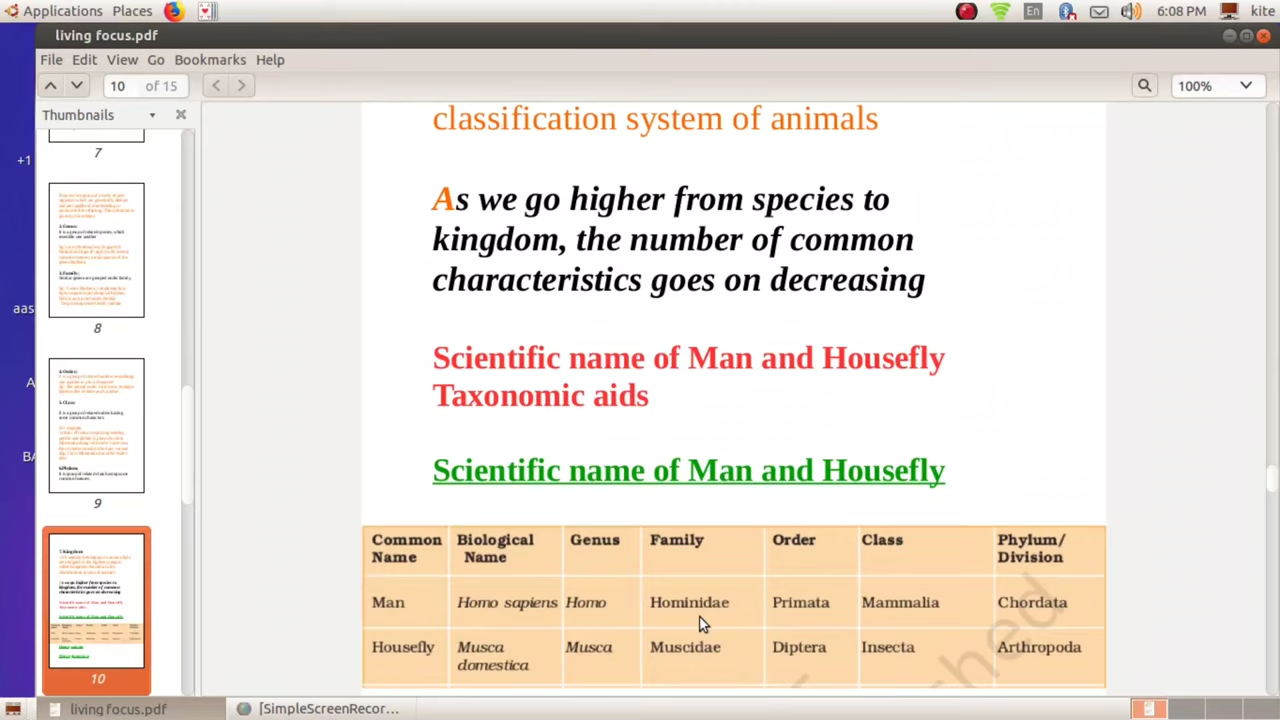 Applications Places En 6:08 PM kite
living focus.pdf
File Edit View Go Bookmarks Help
10 of 15 100%
Thumbnails
7
8
9
10
+1
aas
A
BA
classification system of animals
As we go higher from species to
kingdom, the number of common
characteristics goes on decreasing
Scientific name of Man and Housefly
Taxonomic aids
Scientific name of Man and Housefly
Common Name Biological Name Genus Family Order Class Phylum/ Division
Man Homo sapiens Homo Hominidae Primata Mammalia Chordata
Housefly Musca domestica Musca Muscidae Diptera Insecta Arthropoda
living focus.pdf [SimpleScreenRecor...